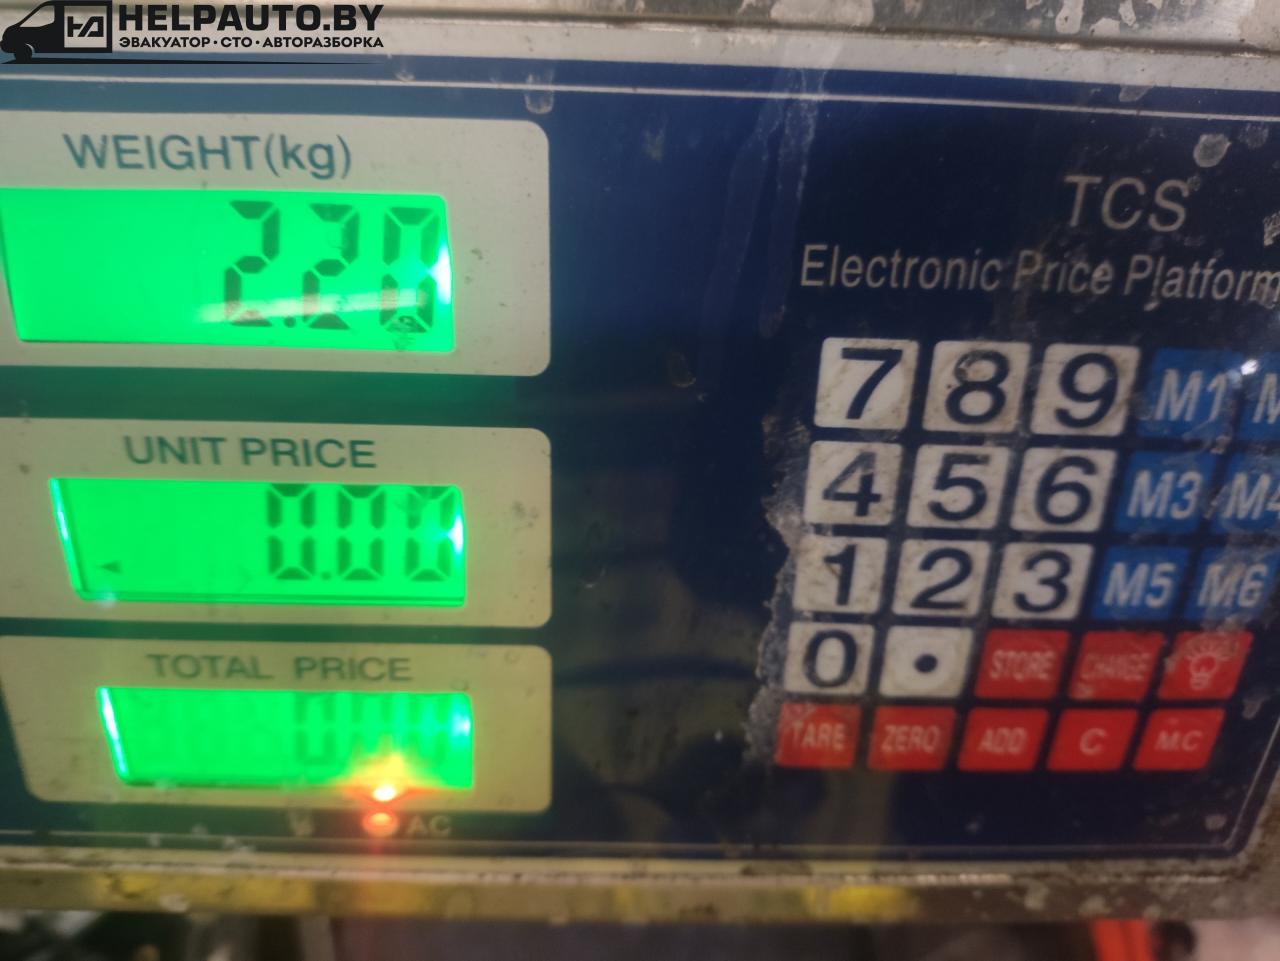 HELPAUTO.BY
ЭВАКУАТОР · СТО · АВТОРАЗБОРКА
WEIGHT(kg)
2.20
UNIT PRICE
0.00
TOTAL PRICE
AC
TCS
Electronic Price Platform
7 8 9 M1
4 5 6 M3 M4
1 2 3 M5 M6
0 . STORE CHANGE
TARE ZERO ADD C M.C